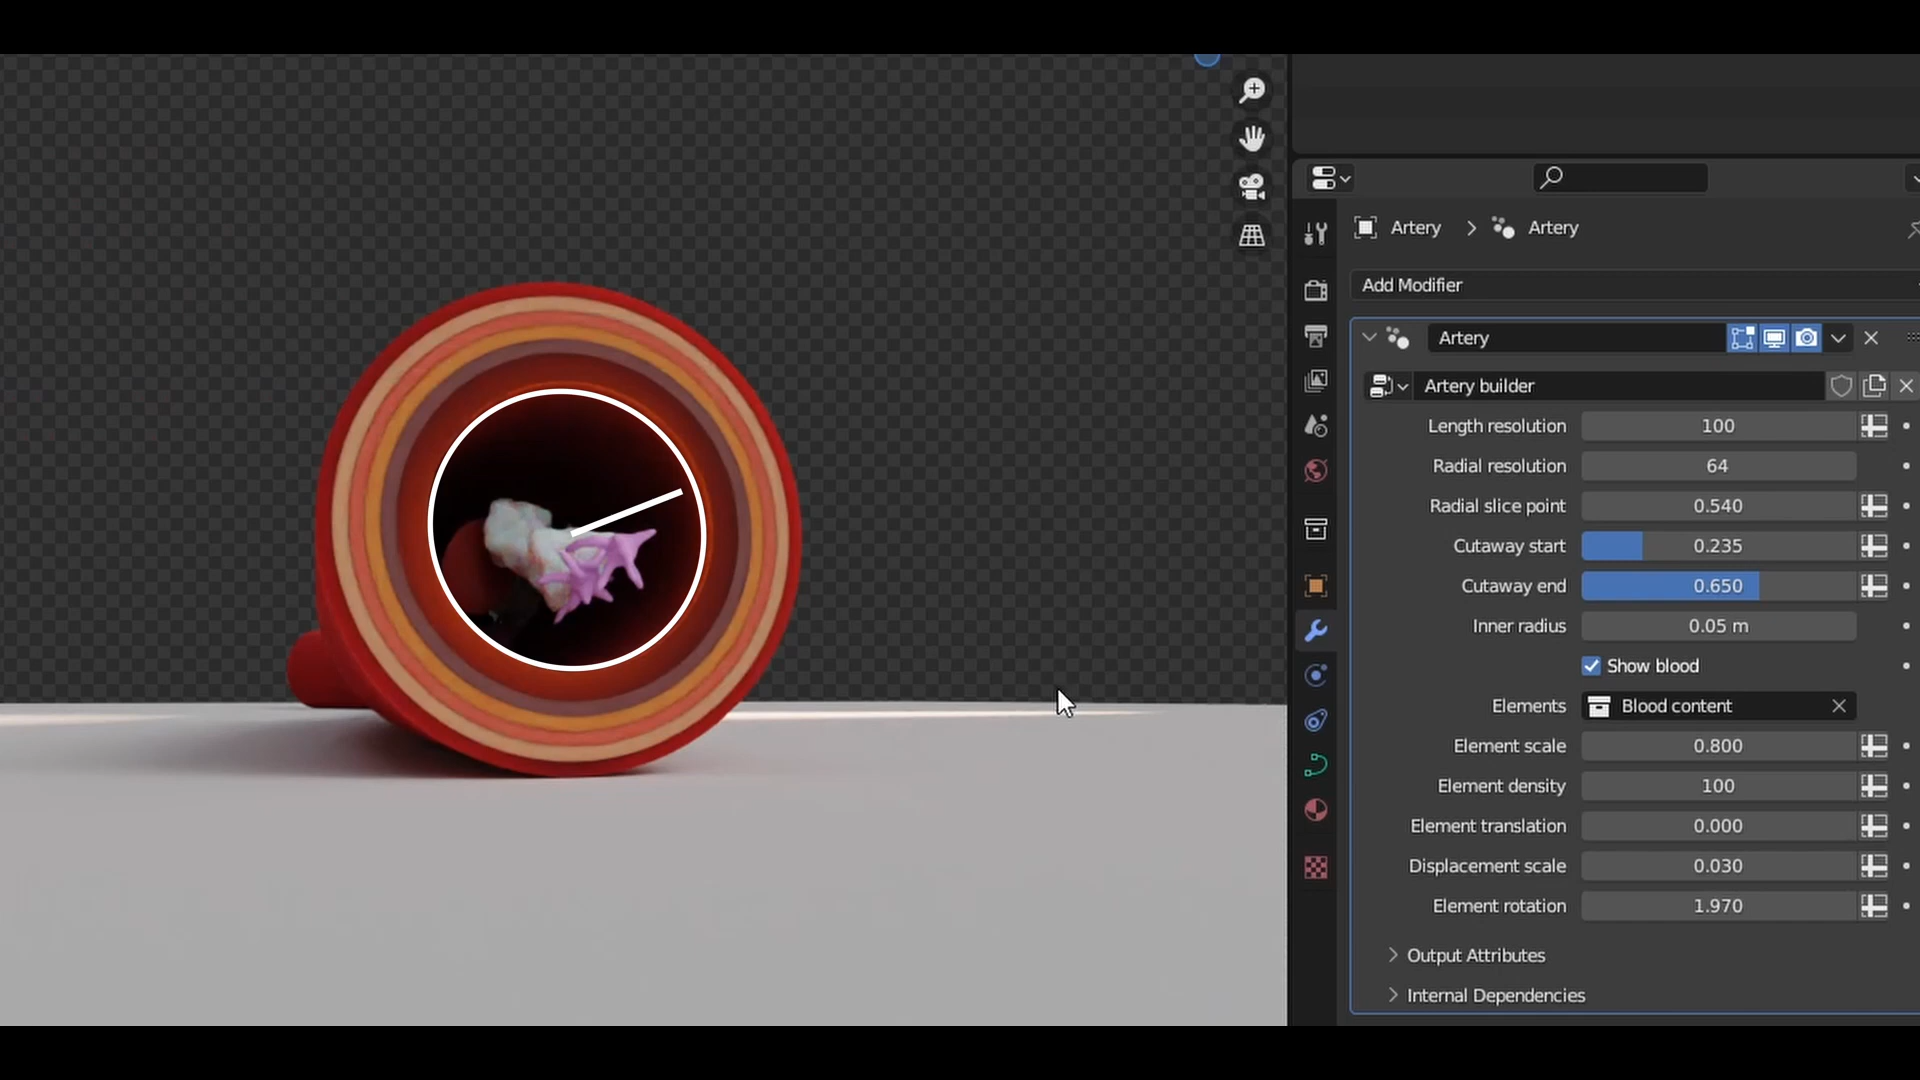 Artery > Artery
Add Modifier
Artery
Artery builder
Length resolution 100
Radial resolution 64
Radial slice point 0.540
Cutaway start 0.235
Cutaway end 0.650
Inner radius 0.05 m
Show blood
Elements Blood content
Element scale 0.800
Element density 100
Element translation 0.000
Displacement scale 0.030
Element rotation 1.970
Output Attributes
Internal Dependencies